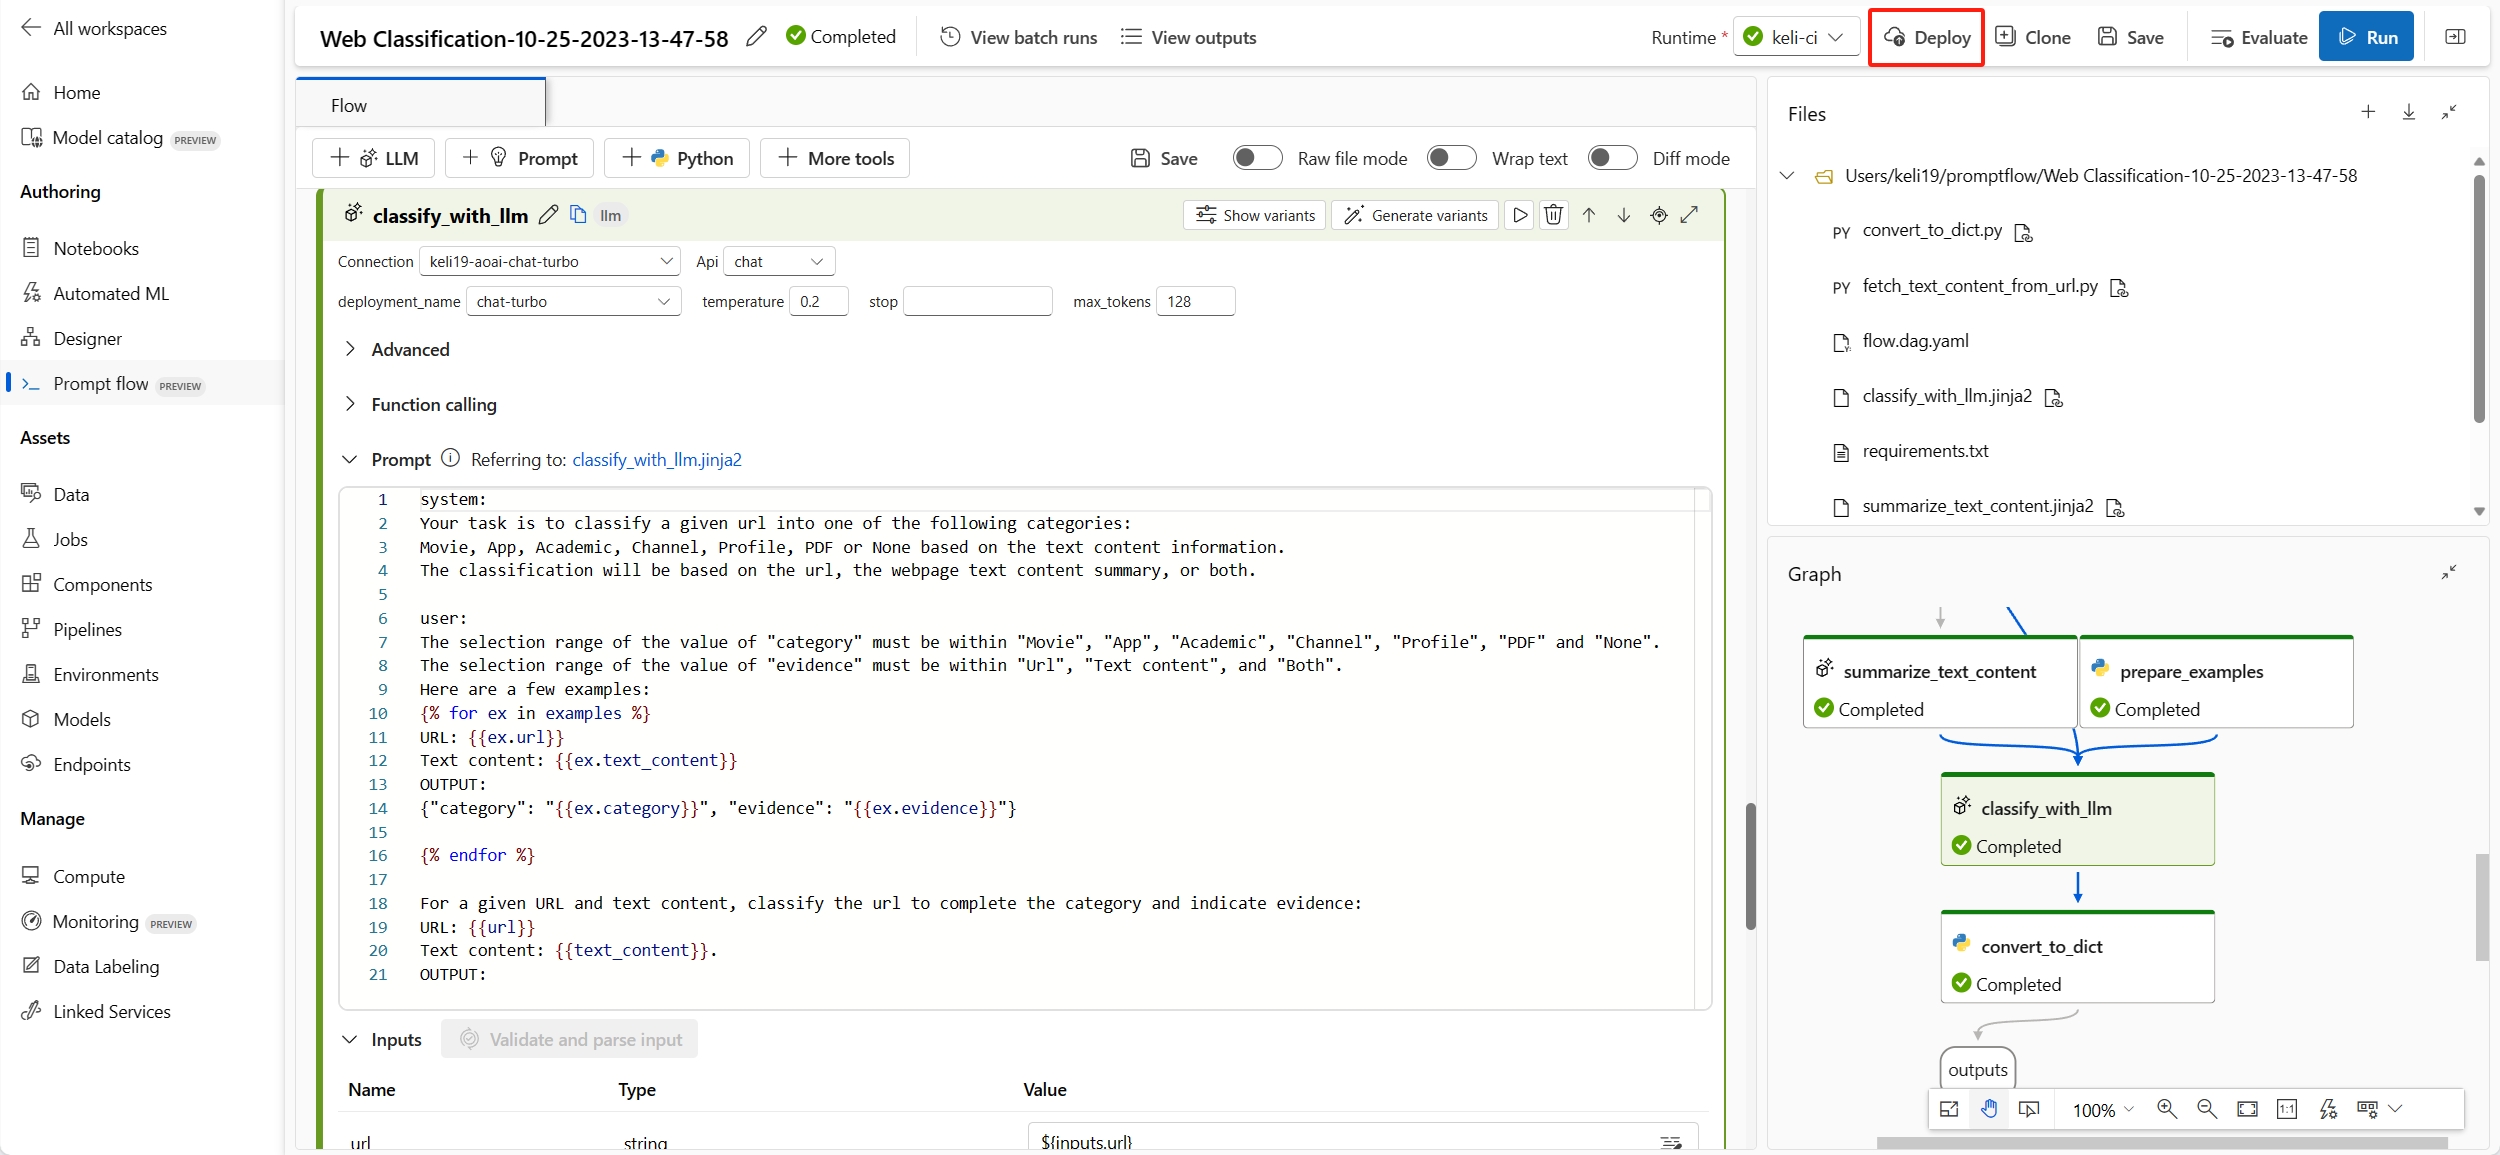 All workspaces
Home
Model catalog PREVIEW
Authoring
Notebooks
Automated ML
Designer
Prompt flow PREVIEW
Assets
Data
Jobs
Components
Pipelines
Environments
Models
Endpoints
Manage
Compute
Monitoring PREVIEW
Data Labeling
Linked Services
Web Classification-10-25-2023-13-47-58 Completed View batch runs View outputs Runtime * keli-ci Deploy Clone Save Evaluate Run
Flow
LLM Prompt Python More tools Save Raw file mode Wrap text Diff mode
classify_with_llm llm Show variants Generate variants
Connection keli19-aoai-chat-turbo Api chat
deployment_name chat-turbo temperature 0.2 stop max_tokens 128
Advanced
Function calling
Prompt Referring to: classify_with_llm.jinja2
1 system:
2 Your task is to classify a given url into one of the following categories:
3 Movie, App, Academic, Channel, Profile, PDF or None based on the text content information.
4 The classification will be based on the url, the webpage text content summary, or both.
5
6 user:
7 The selection range of the value of "category" must be within "Movie", "App", "Academic", "Channel", "Profile", "PDF" and "None".
8 The selection range of the value of "evidence" must be within "Url", "Text content", and "Both".
9 Here are a few examples:
10 {% for ex in examples %}
11 URL: {{ex.url}}
12 Text content: {{ex.text_content}}
13 OUTPUT:
14 {"category": "{{ex.category}}", "evidence": "{{ex.evidence}}"}
15
16 {% endfor %}
17
18 For a given URL and text content, classify the url to complete the category and indicate evidence:
19 URL: {{url}}
20 Text content: {{text_content}}.
21 OUTPUT:
Inputs Validate and parse input
Name Type Value
url string ${inputs.url}
Files
Users/keli19/promptflow/Web Classification-10-25-2023-13-47-58
PY convert_to_dict.py
PY fetch_text_content_from_url.py
flow.dag.yaml
classify_with_llm.jinja2
requirements.txt
summarize_text_content.jinja2
Graph
summarize_text_content
Completed
prepare_examples
Completed
classify_with_llm
Completed
convert_to_dict
Completed
outputs
100% 1:1